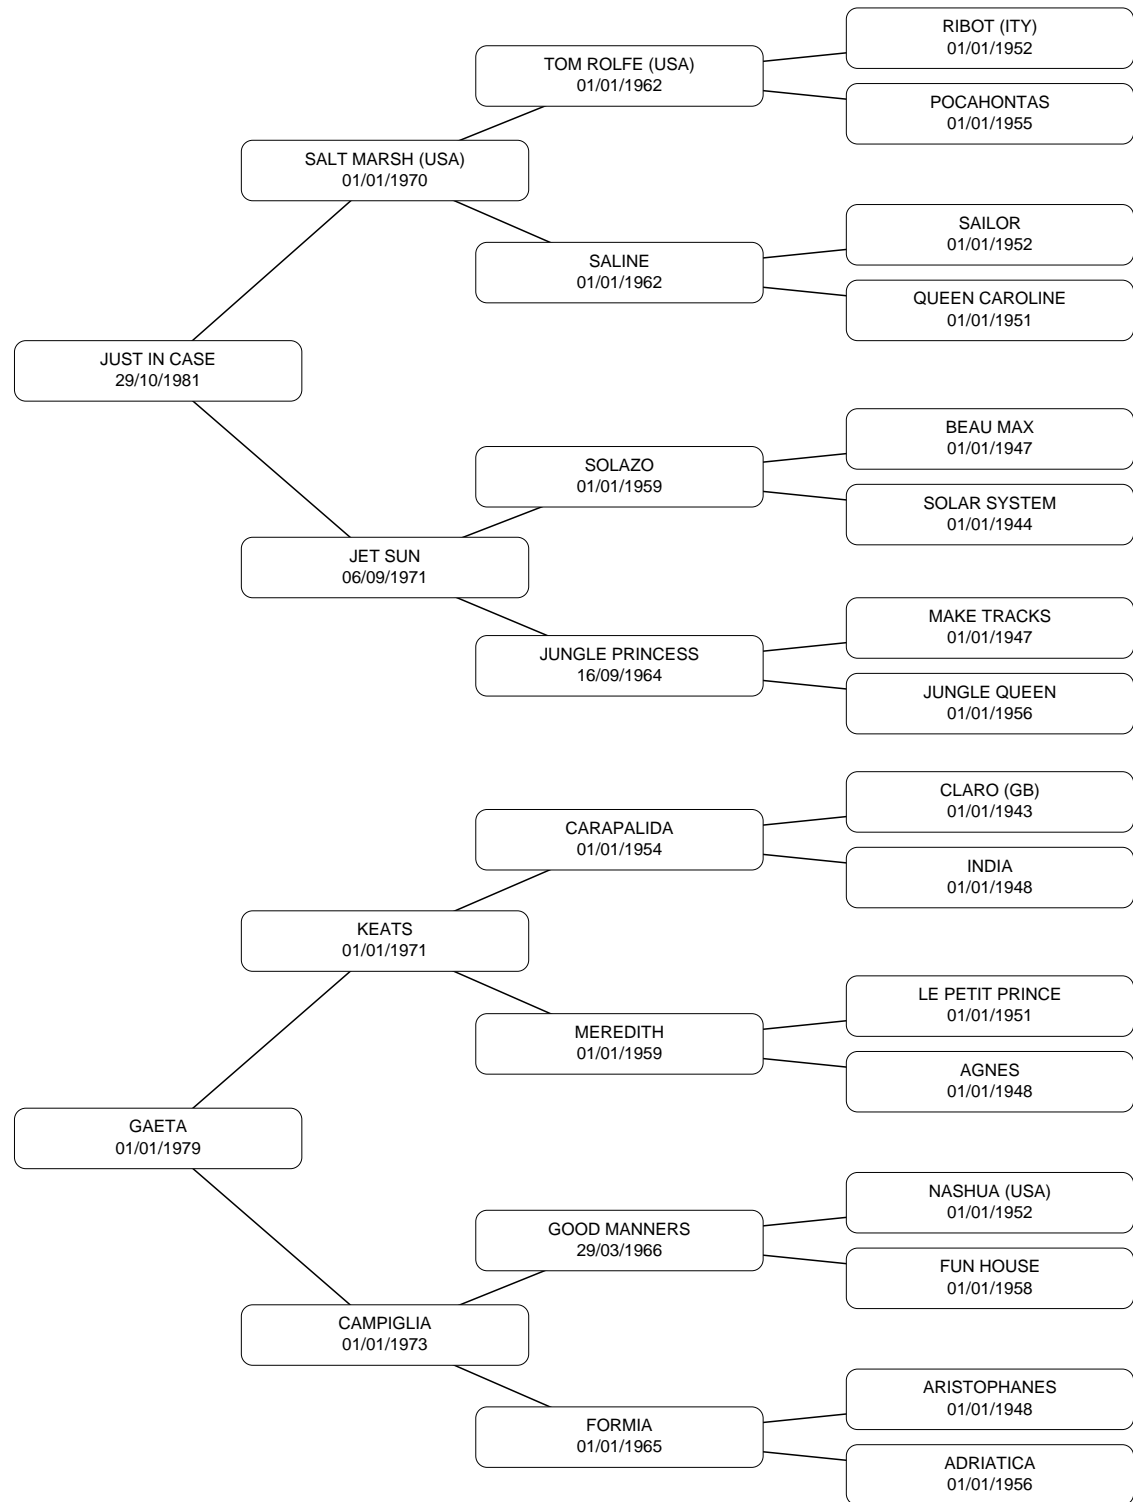 RIBOT (ITY)
01/01/1952
TOM ROLFE (USA)
01/01/1962
POCAHONTAS
01/01/1955
SALT MARSH (USA)
01/01/1970
SAILOR
01/01/1952
SALINE
01/01/1962
QUEEN CAROLINE
01/01/1951
JUST IN CASE
29/10/1981
BEAU MAX
01/01/1947
SOLAZO
01/01/1959
SOLAR SYSTEM
01/01/1944
JET SUN
06/09/1971
MAKE TRACKS
01/01/1947
JUNGLE PRINCESS
16/09/1964
JUNGLE QUEEN
01/01/1956
CLARO (GB)
01/01/1943
CARAPALIDA
01/01/1954
INDIA
01/01/1948
KEATS
01/01/1971
LE PETIT PRINCE
01/01/1951
MEREDITH
01/01/1959
AGNES
01/01/1948
GAETA
01/01/1979
NASHUA (USA)
01/01/1952
GOOD MANNERS
29/03/1966
FUN HOUSE
01/01/1958
CAMPIGLIA
01/01/1973
ARISTOPHANES
01/01/1948
FORMIA
01/01/1965
ADRIATICA
01/01/1956